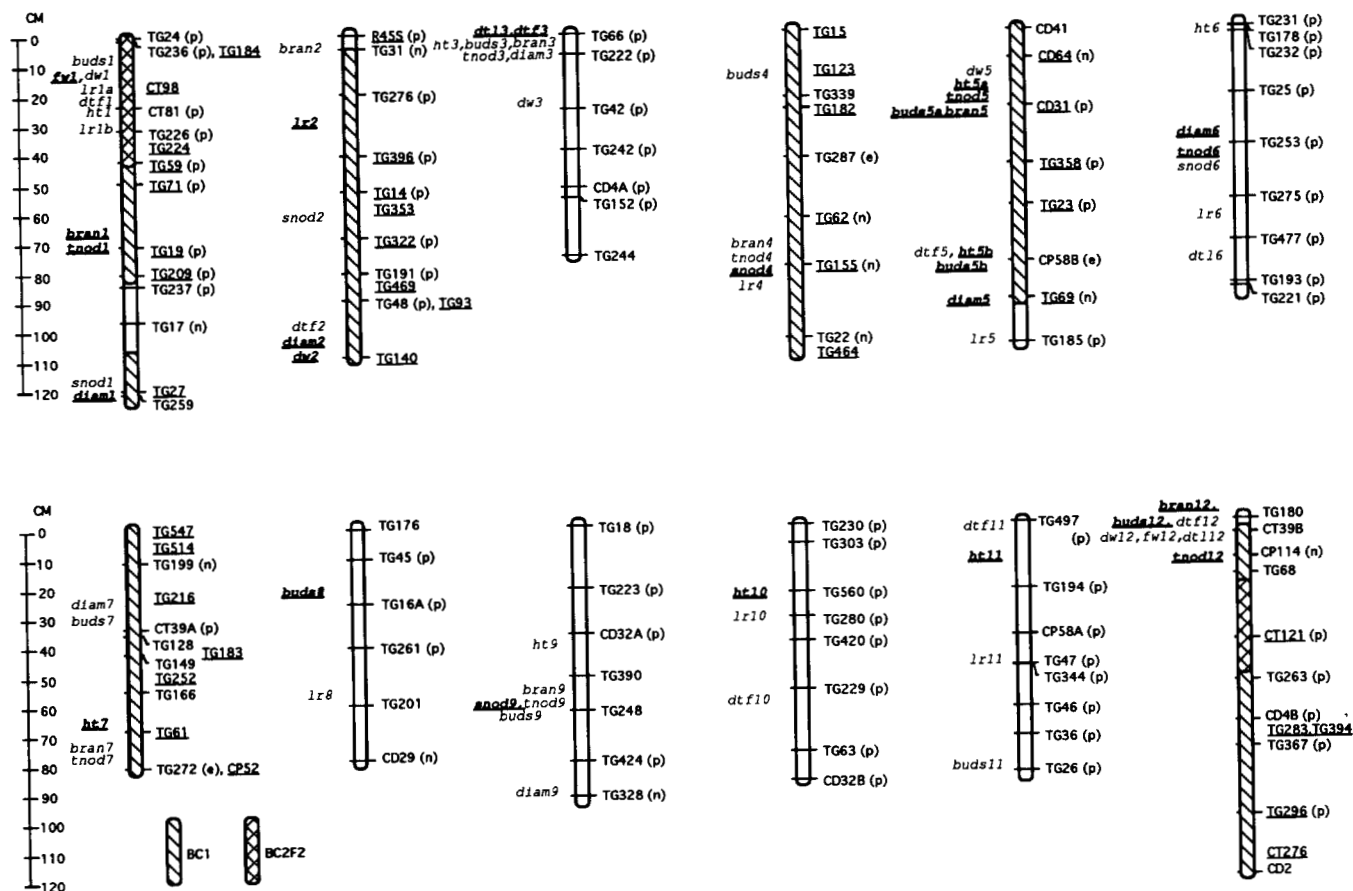 CM
0
10
20
30
40
50
60
70
80
90
100
110
120
buds1
fw1,dw1
lr1a
dtf1
ht1
lr1b
bran1
tnod1
snod1
diam1
TG24 (p)
TG236 (p), TG184
CT98
CT81 (p)
TG226 (p)
TG224
TG59 (p)
TG71 (p)
TG19 (p)
TG209 (p)
TG237 (p)
TG17 (n)
TG27
TG259
bran2
lr2
snod2
dtf2
diam2
dw2
R45S (p)
TG31 (n)
TG276 (p)
TG396 (p)
TG14 (p)
TG353
TG322 (p)
TG191 (p)
TG469
TG48 (p), TG93
TG140
dtl3,dtf3
ht3,buds3,bran3
tnod3,diam3
dw3
TG66 (p)
TG222 (p)
TG42 (p)
TG242 (p)
CD4A (p)
TG152 (p)
TG244
buds4
bran4
tnod4
snod4
lr4
TG15
TG123
TG339
TG182
TG287 (e)
TG62 (n)
TG155 (n)
TG22 (n)
TG464
dw5
ht5a
tnod5
buds5a bran5
dtf5, ht5b
buds5b
diam5
lr5
CD41
CD64 (n)
CD31 (p)
TG358 (p)
TG23 (p)
CP58B (e)
TG69 (n)
TG185 (p)
ht6
diam6
tnod6
snod6
lr6
dtl6
TG231 (p)
TG178 (p)
TG232 (p)
TG25 (p)
TG253 (p)
TG275 (p)
TG477 (p)
TG193 (p)
TG221 (p)
CM
0
10
20
30
40
50
60
70
80
90
100
110
120
diam7
buds7
ht7
bran7
tnod7
TG547
TG514
TG199 (n)
TG216
CT39A (p)
TG128
TG183
TG149
TG252
TG166
TG61
TG272 (e), CP52
BC1
BC2F2
buds8
lr8
TG176
TG45 (p)
TG16A (p)
TG261 (p)
TG201
CD29 (n)
ht9
bran9
snod9,tnod9
buds9
diam9
TG18 (p)
TG223 (p)
CD32A (p)
TG390
TG248
TG424 (p)
TG328 (n)
ht10
lr10
dtf10
TG230 (p)
TG303 (p)
TG560 (p)
TG280 (p)
TG420 (p)
TG229 (p)
TG63 (p)
CD32B (p)
dtf11
ht11
lr11
buds11
TG497
(p)
TG194 (p)
CP58A (p)
TG47 (p)
TG344 (p)
TG46 (p)
TG36 (p)
TG26 (p)
bran12,
buds12, dtf12
dw12,fw12,dtl12
tnod12
TG180
CT39B
CP114 (n)
TG68
CT121 (p)
TG263 (p)
CD4B (p)
TG283,TG394
TG367 (p)
TG296 (p)
CT276
CD2